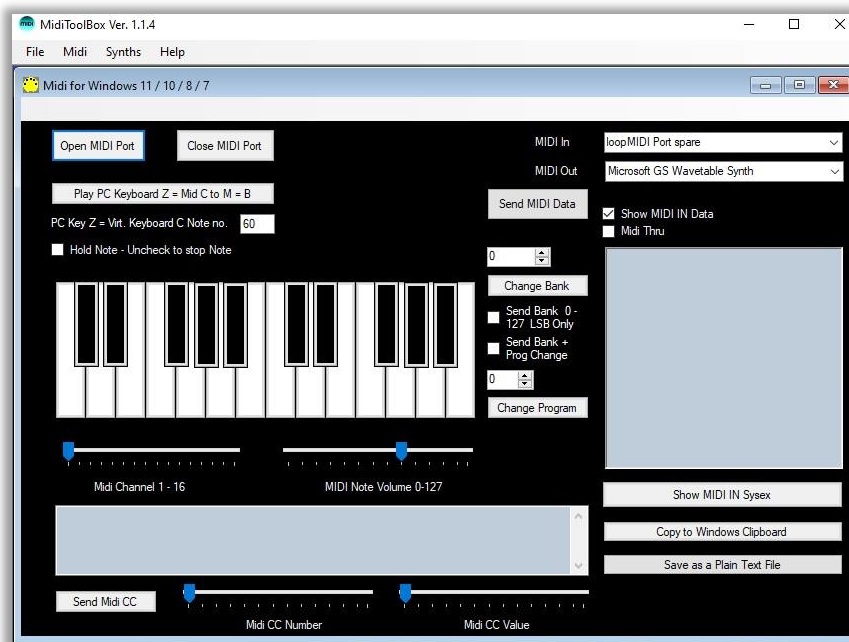 midi MidiToolBox Ver. 1.1.4
File Midi Synths Help
Midi for Windows 11 / 10 / 8 / 7
Open MIDI Port
Close MIDI Port
MIDI In
loopMIDI Port spare
MIDI Out
Microsoft GS Wavetable Synth
Play PC Keyboard Z = Mid C to M = B
Send MIDI Data
PC Key Z = Virt. Keyboard C Note no.
60
Show MIDI IN Data
Midi Thru
Hold Note - Uncheck to stop Note
0
Change Bank
Send Bank 0 -
127 LSB Only
Send Bank +
Prog Change
0
Change Program
Midi Channel 1 - 16
MIDI Note Volume 0-127
Show MIDI IN Sysex
Copy to Windows Clipboard
Save as a Plain Text File
Send Midi CC
Midi CC Number
Midi CC Value